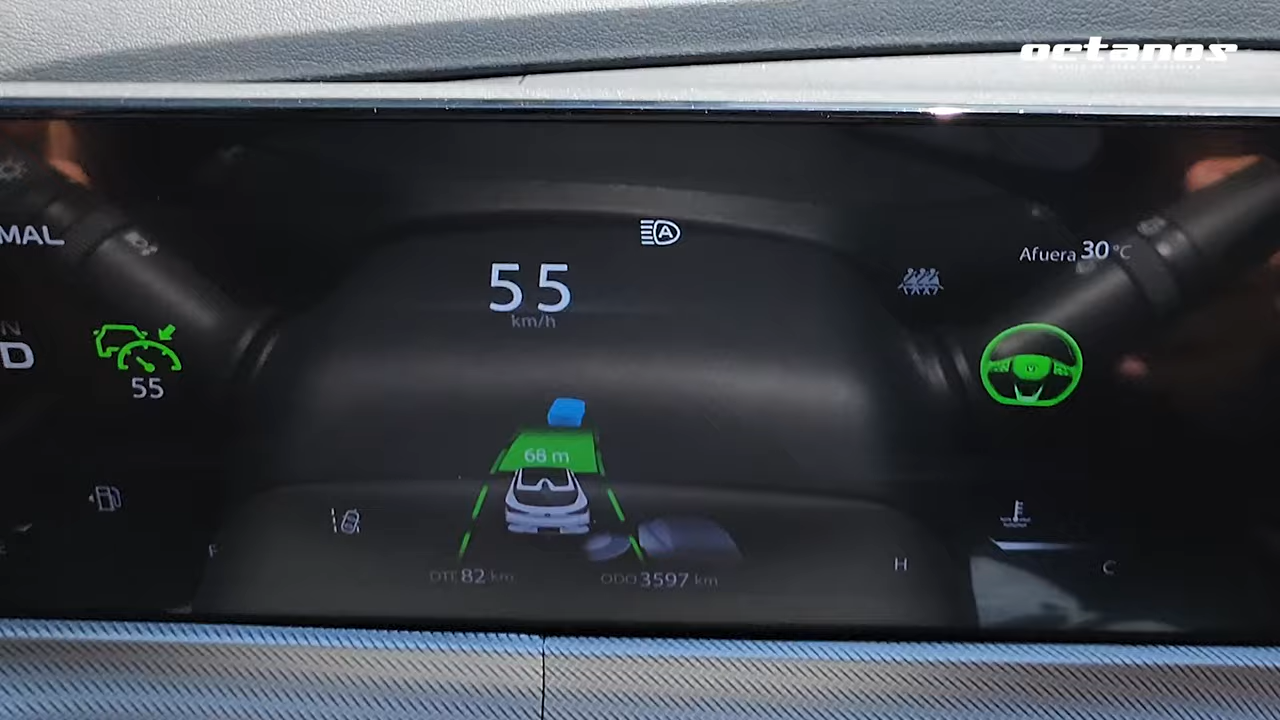 octanos
MAL
55
km/h
A
Afuera 30 °C
N
D
55
68 m
F
DTE 82 km
ODO 3597 km
H
C